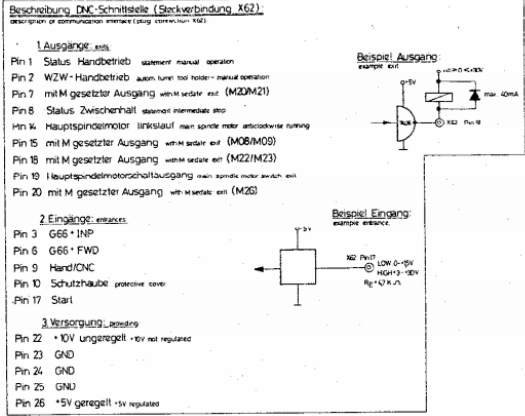 Beschreibung DNC-Schnittstelle (Steckverbindung X62):
description of communication interface (plug connection X62)
1.Ausgänge: exits
Pin 1 Status Handbetrieb statement manual operation
Pin 2 WZW-Handbetrieb autom. turret tool holder - manual operation
Pin 7 mit M gesetzter Ausgang with M sedate exit (M20/M21)
Pin 8 Status Zwischenhalt statement intermediate stop
Pin 14 Hauptspindelmotor linkslauf main spindle motor anticlockwise running
Pin 15 mit M gesetzter Ausgang with M sedate exit (M08/M09)
Pin 18 mit M gesetzter Ausgang with M sedate exit (M22/M23)
Pin 19 Hauptspindelmotorschaltausgang main spindle motor switch exit
Pin 20 mit M gesetzter Ausgang with M sedate exit (M26)
Beispiel Ausgang:
example exit
+5V
max. 40mA
X62 Pin 18
2.Eingänge: entrances
Pin 3 G66 + INP
Pin 6 G66 + FWD
Pin 9 Hand/CNC
Pin 10 Schutzhaube protective cover
Pin 17 Start
Beispiel Eingang:
example entrance
5V
X62 Pin17
LOW 0-1,5V
HIGH+3-+30V
RE=4,7 K Ω
3.Versorgung: providing
Pin 22 +10V ungeregelt +10V not regulated
Pin 23 GND
Pin 24 GND
Pin 25 GND
Pin 26 +5V geregelt +5V regulated